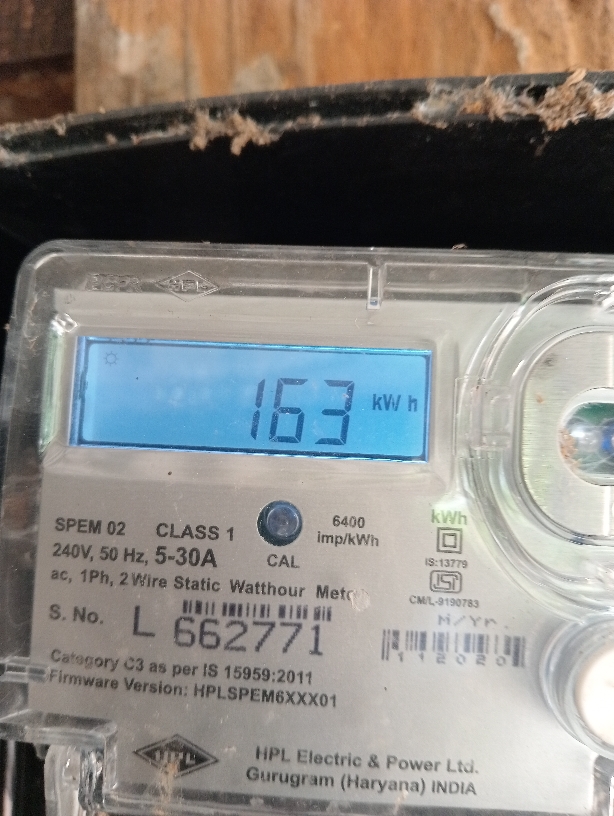 163 kWh
SPEM 02 CLASS 1
240V, 50 Hz, 5-30A
ac, 1Ph, 2 Wire Static Watthour
CAL
6400
imp/kWh
kWh
IS:13779
ISI
CM/L-9190783
S. No. L 662771
M/Yr.
112020
Category C3 as per IS 15959:2011
Firmware Version: HPLSPEM6XXX01
HPL
HPL Electric & Power Ltd.
Gurugram (Haryana) INDIA